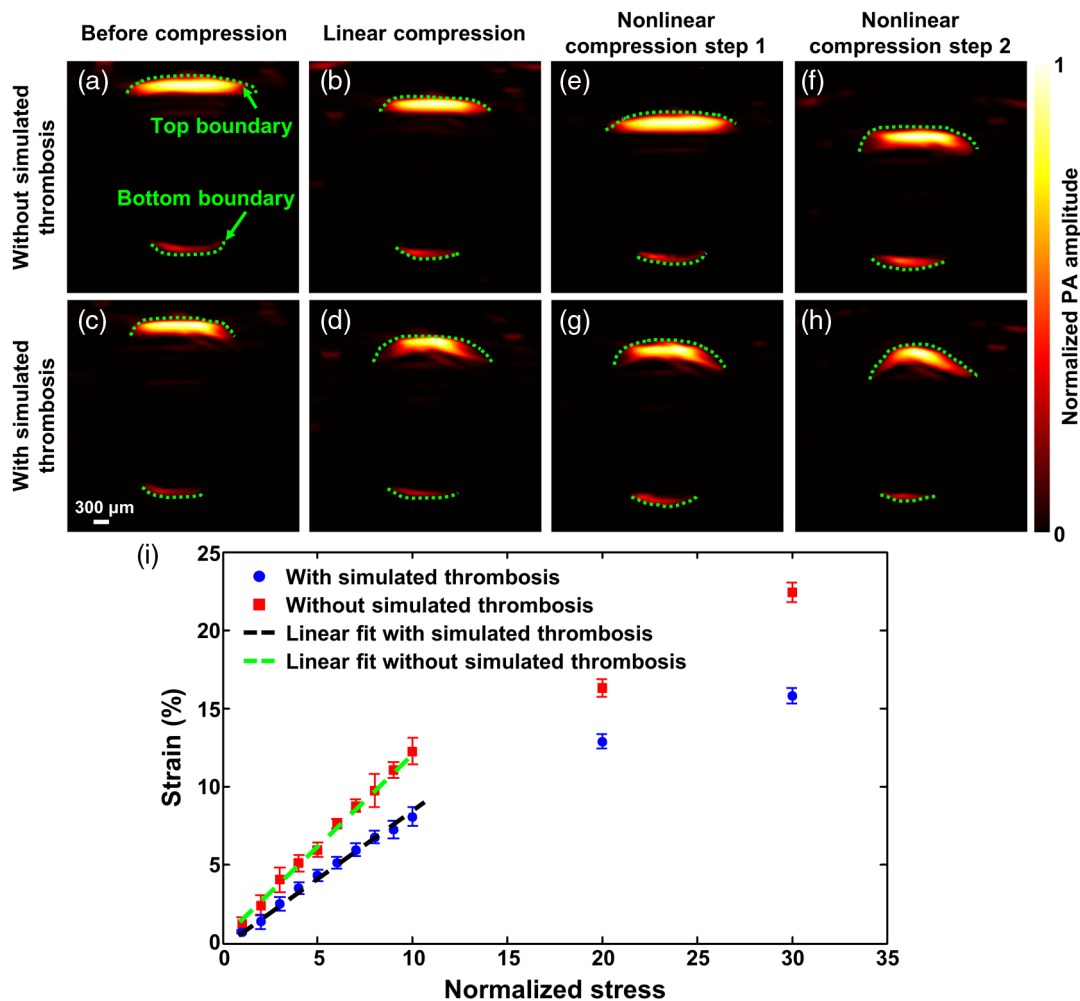 Before compression
Linear compression
Nonlinear
compression step 1
Nonlinear
compression step 2
Without simulated
thrombosis
(a)
Top boundary
Bottom boundary
(b)
(e)
(f)
1
Normalized PA amplitude
0
With simulated
thrombosis
(c)
300 µm
(d)
(g)
(h)
(i)
25
20
15
10
5
0
Strain (%)
With simulated thrombosis
Without simulated thrombosis
Linear fit with simulated thrombosis
Linear fit without simulated thrombosis
0 5 10 15 20 25 30 35
Normalized stress